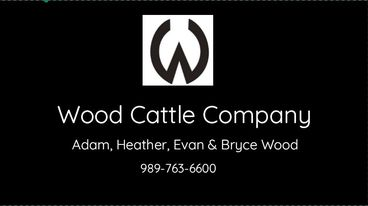 Wood Cattle Company
Adam, Heather, Evan & Bryce Wood
989-763-6600